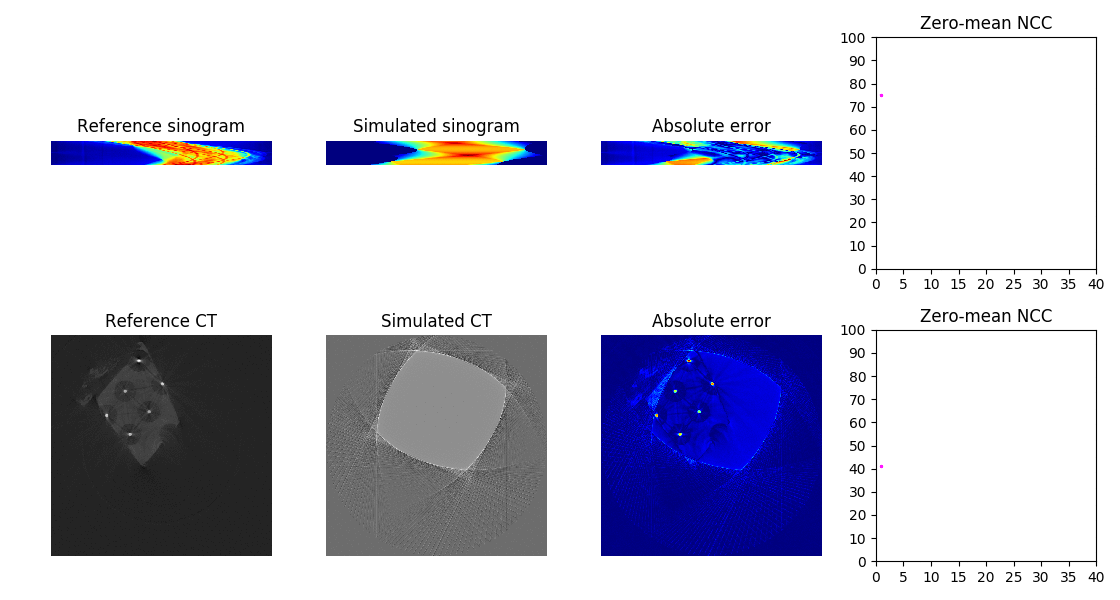 Zero-mean NCC
100
90
80
70
60
50
40
30
20
10
0
0 5 10 15 20 25 30 35 40
Reference sinogram
Simulated sinogram
Absolute error
Reference CT
Simulated CT
Absolute error
Zero-mean NCC
100
90
80
70
60
50
40
30
20
10
0
0 5 10 15 20 25 30 35 40